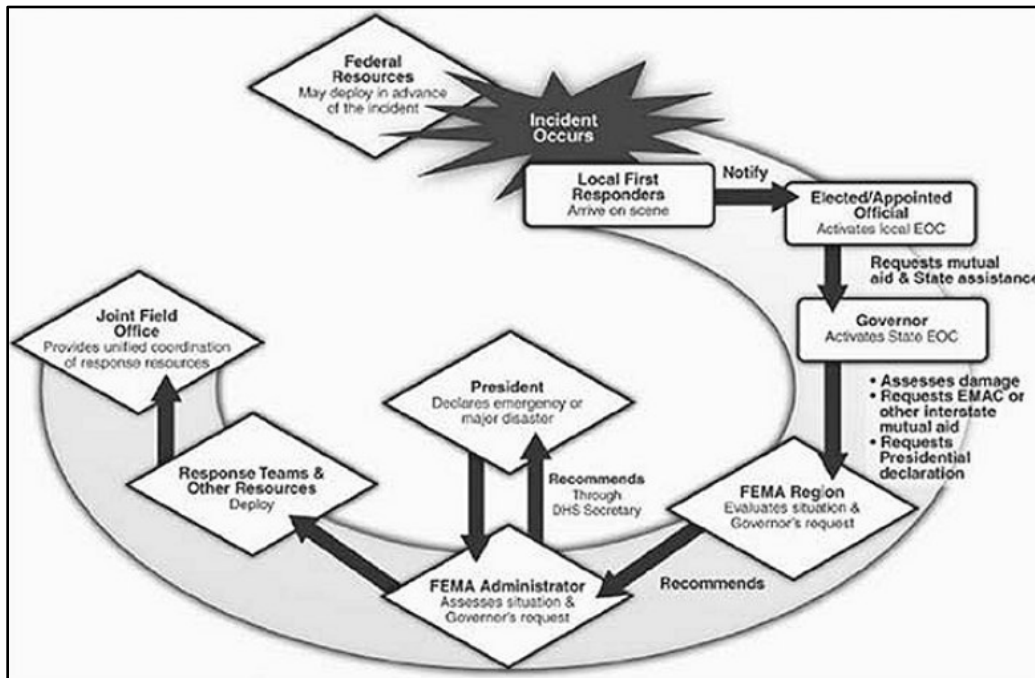 Federal
Resources
May deploy in advance
of the incident
Incident
Occurs
Local First
Responders
Arrive on scene
Notify
Elected/Appointed
Official
Activates local EOC
Requests mutual
aid & State assistance
Governor
Activates State EOC
• Assesses damage
• Requests EMAC or
other interstate
mutual aid
• Requests
Presidential
declaration
FEMA Region
Evaluates situation &
Governor's request
Recommends
FEMA Administrator
Assesses situation &
Governor's request
Recommends
Through
DHS Secretary
President
Declares emergency or
major disaster
Response Teams &
Other Resources
Deploy
Joint Field
Office
Provides unified coordination
of response resources